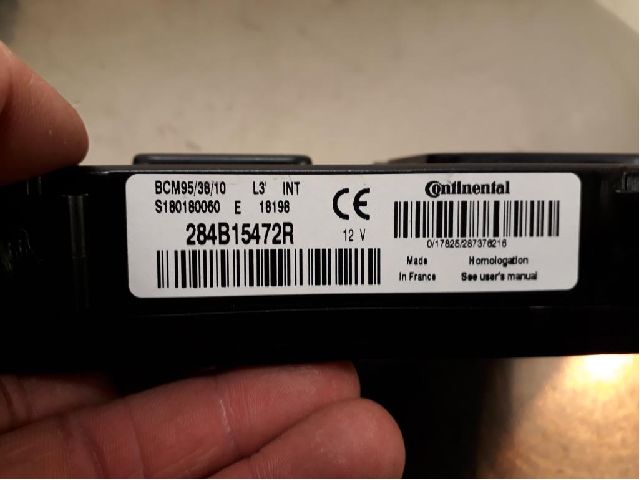 BCM95/38/10 L3 INT
S180180060 E 18198
284B15472R
CE
12 V
Continental
0/17825/287376216
Made
In France
Homologation
See user's manual